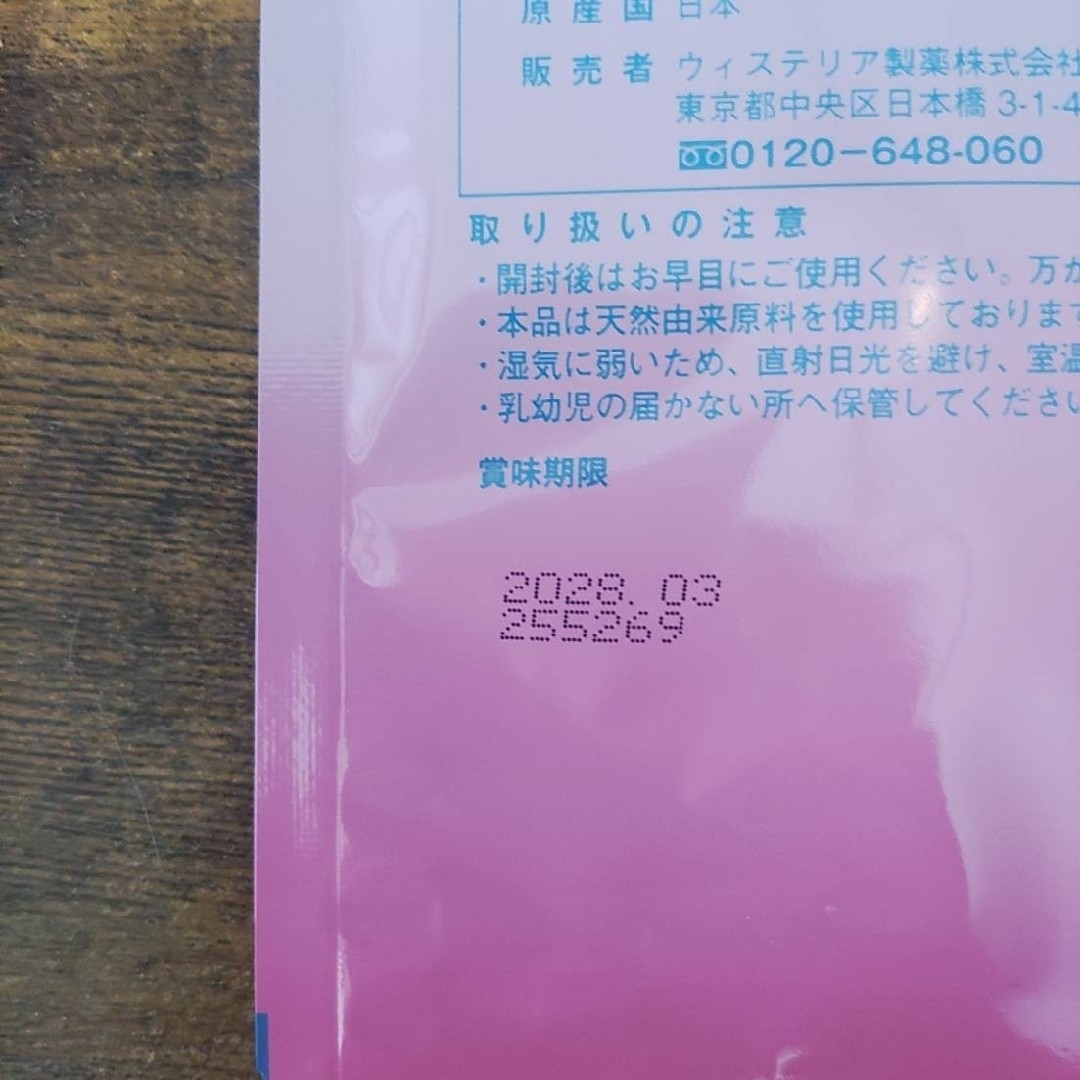 原産国 日本
販売者 ウィステリア製薬株式会社
東京都中央区日本橋 3-1-4
0120-648-060
取り扱いの注意
・開封後はお早目にご使用ください。万が
・本品は天然由来原料を使用しております
・湿気に弱いため、直射日光を避け、室温
・乳幼児の届かない所へ保管してください
賞味期限
2028.03
255269